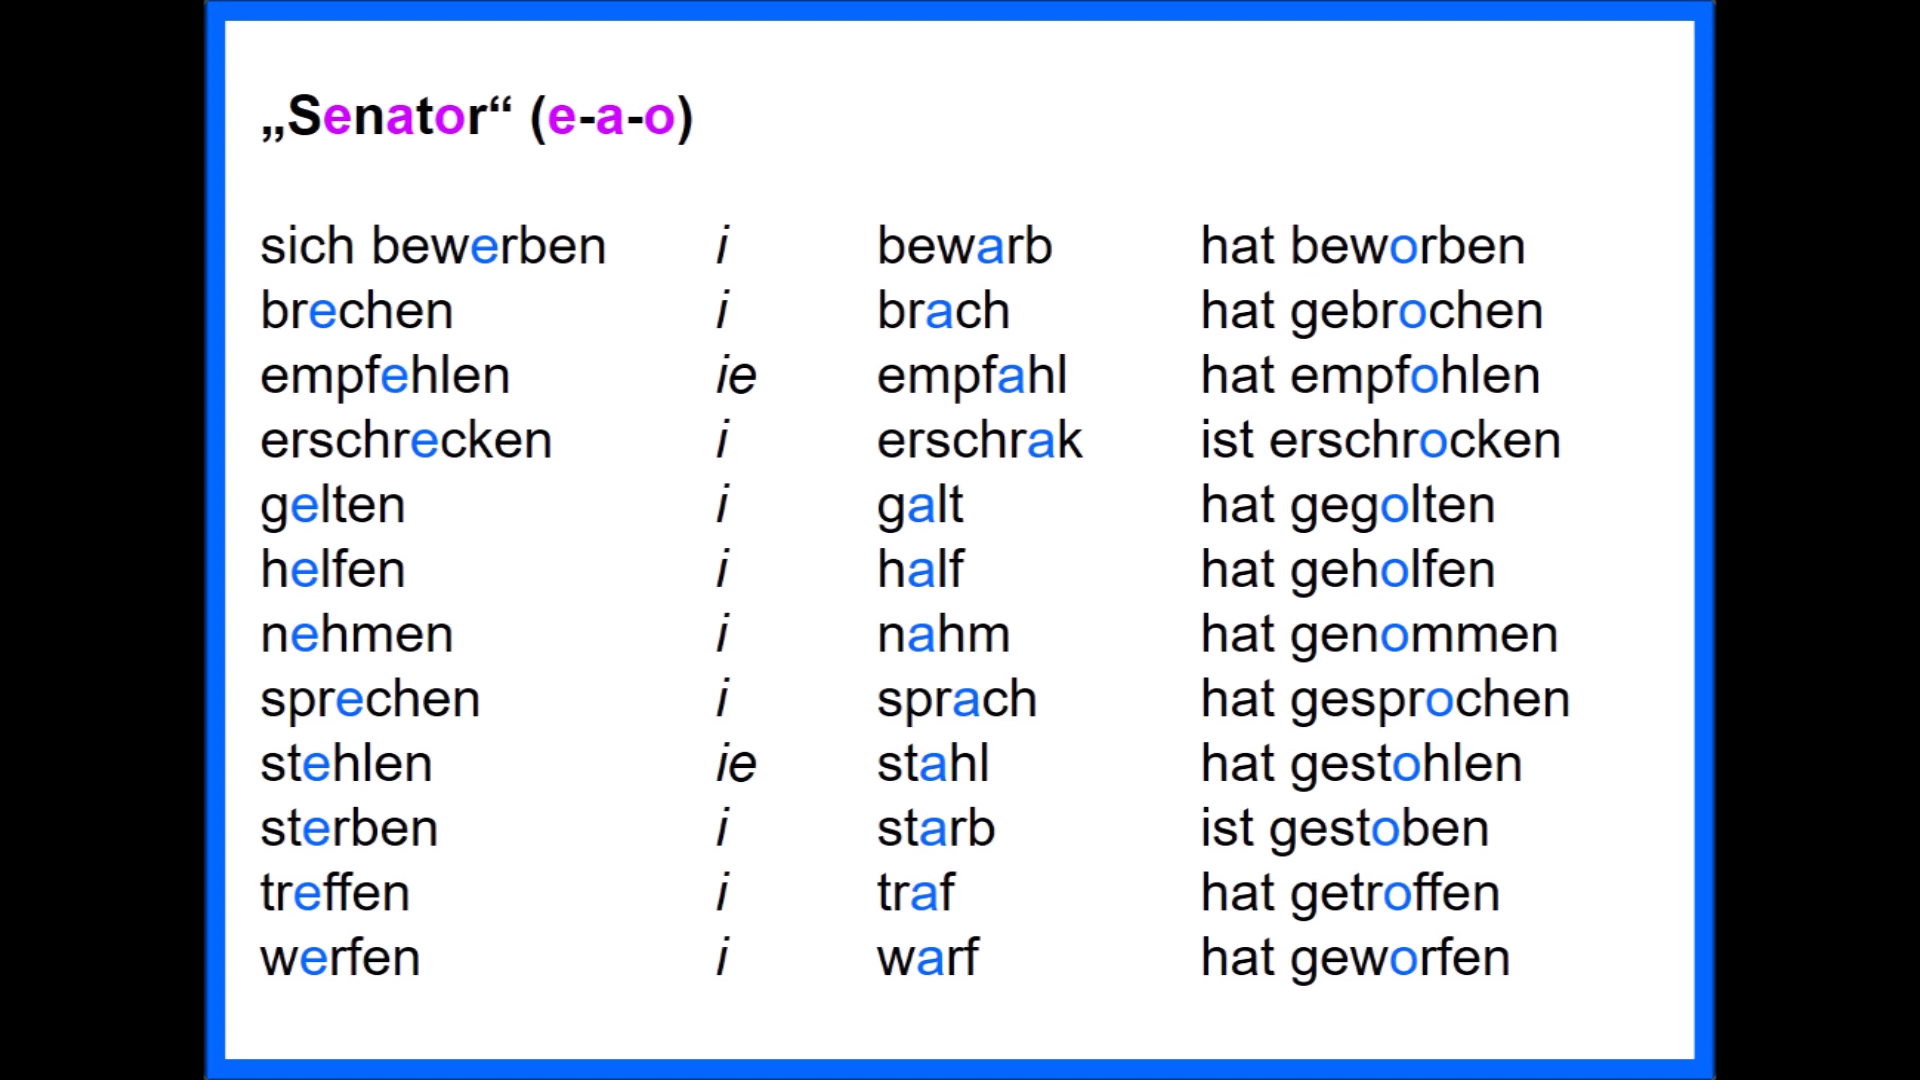 „Senator“ (e-a-o)
sich bewerben i bewarb hat beworben
brechen i brach hat gebrochen
empfehlen ie empfahl hat empfohlen
erschrecken i erschrak ist erschrocken
gelten i galt hat gegolten
helfen i half hat geholfen
nehmen i nahm hat genommen
sprechen i sprach hat gesprochen
stehlen ie stahl hat gestohlen
sterben i starb ist gestoben
treffen i traf hat getroffen
werfen i warf hat geworfen